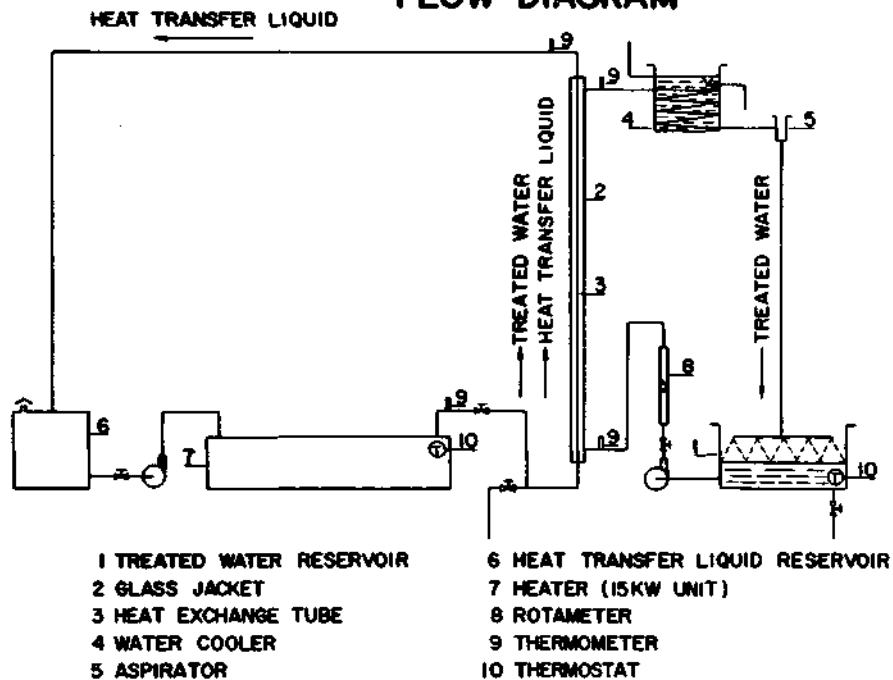 FLOW DIAGRAM
HEAT TRANSFER LIQUID
9
9
4
5
TREATED WATER
HEAT TRANSFER LIQUID
2
TREATED WATER
3
8
6
9
9
7
10
10
1 TREATED WATER RESERVOIR
2 GLASS JACKET
3 HEAT EXCHANGE TUBE
4 WATER COOLER
5 ASPIRATOR
6 HEAT TRANSFER LIQUID RESERVOIR
7 HEATER (15KW UNIT)
8 ROTAMETER
9 THERMOMETER
10 THERMOSTAT